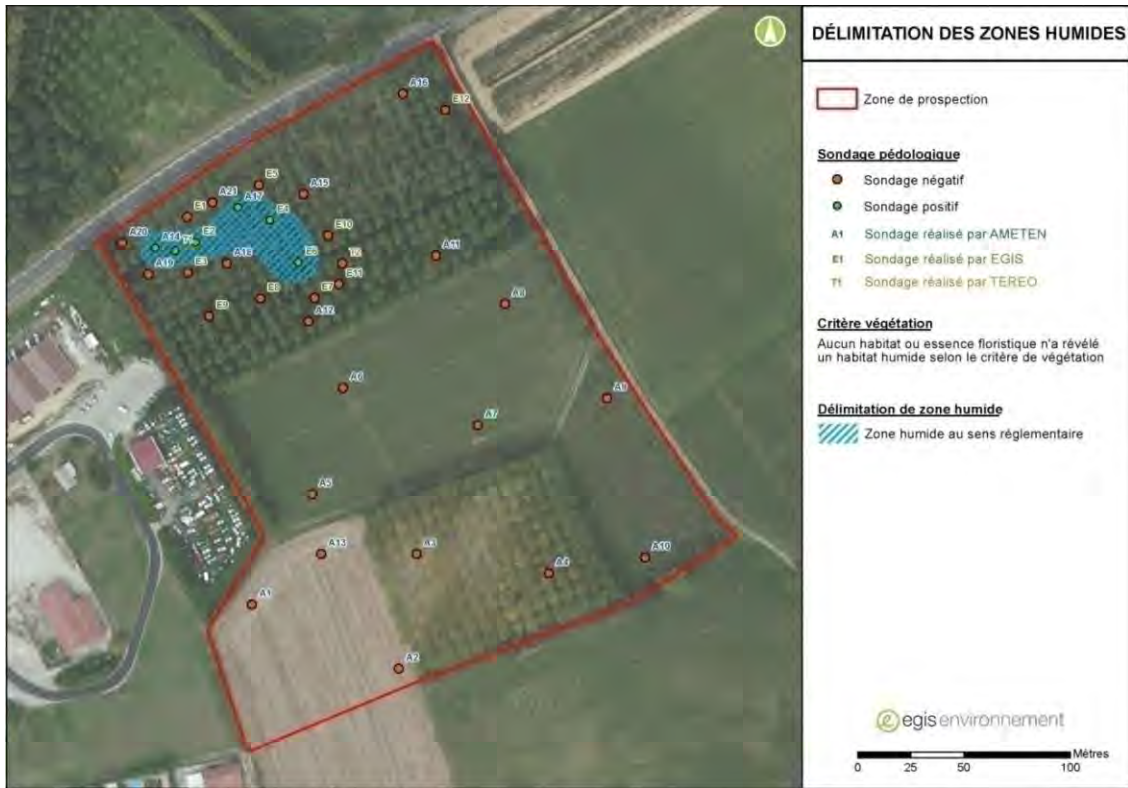 DÉLIMITATION DES ZONES HUMIDES
Zone de prospection
Sondage pédologique
Sondage négatif
Sondage positif
A1 Sondage réalisé par AMETEN
E1 Sondage réalisé par EGIS
T1 Sondage réalisé par TEREO
Critère végétation
Aucun habitat ou essence floristique n'a révélé
un habitat humide selon le critère de végétation
Délimitation de zone humide
Zone humide au sens réglementaire
egis environnement
Mètres
0 25 50 100
A16
E12
E5
A15
A21
A17
E1
E4
E10
A20
A14
E2
T2
A18
E6
A11
A19
E3
E11
E8
E7
A8
E9
A12
A6
A9
A7
A5
A13
A3
A10
A4
A1
A2